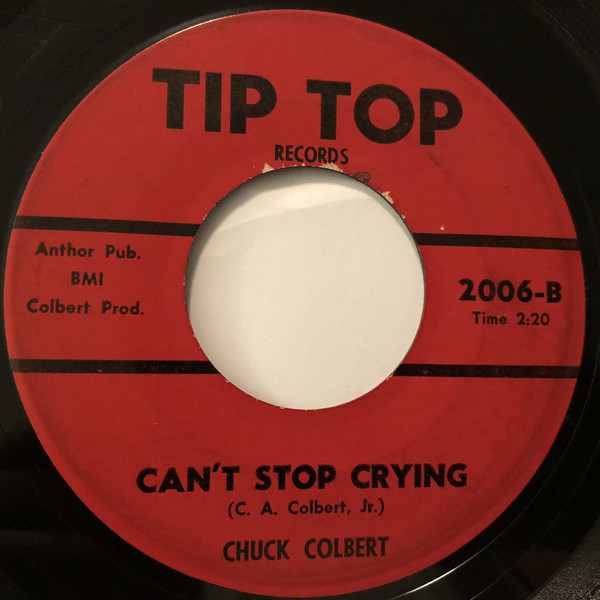 TIP TOP
RECORDS
Anthor Pub.
BMI
Colbert Prod.
2006-B
Time 2:20
CAN'T STOP CRYING
(C. A. Colbert, Jr.)
CHUCK COLBERT